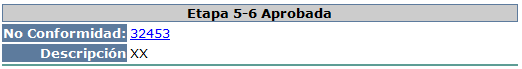 Etapa 5-6 Aprobada
No Conformidad: 32453
Descripción XX